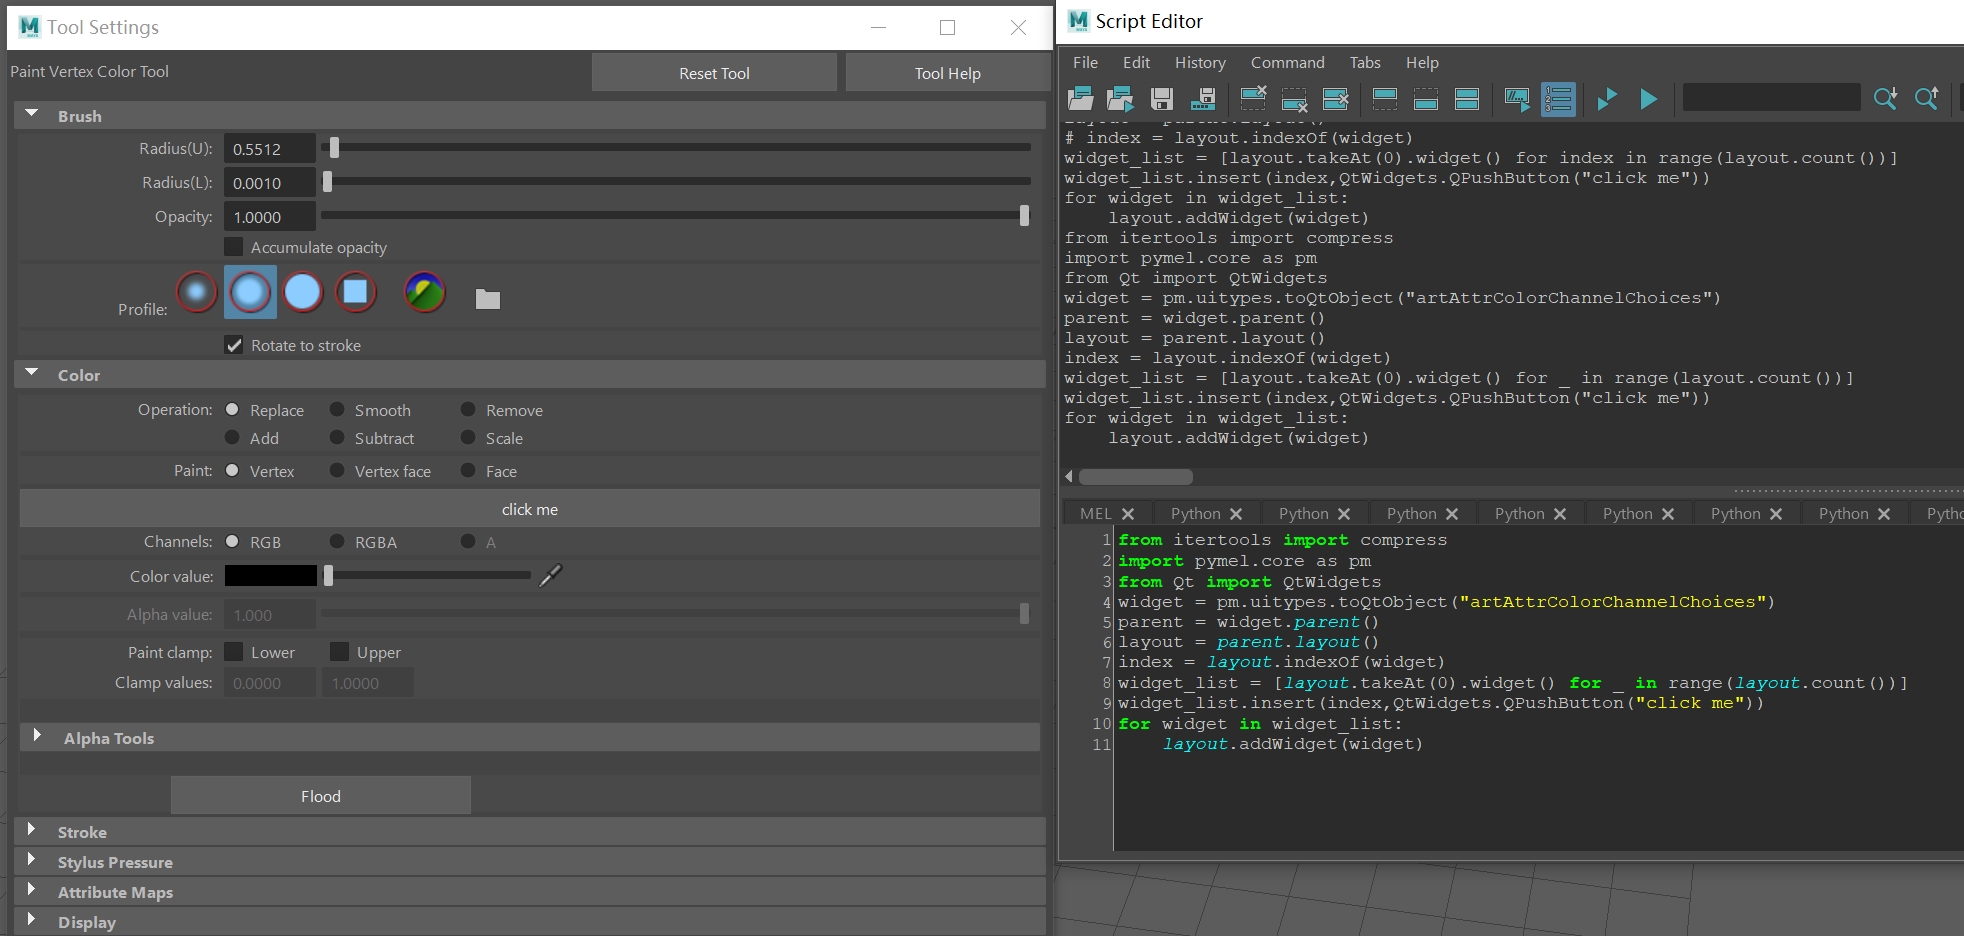 Tool Settings
Paint Vertex Color Tool
Reset Tool
Tool Help
Brush
Radius(U): 0.5512
Radius(L): 0.0010
Opacity: 1.0000
Accumulate opacity
Profile:
Rotate to stroke
Color
Operation: Replace Smooth Remove
Add Subtract Scale
Paint: Vertex Vertex face Face
click me
Channels: RGB RGBA A
Color value:
Alpha value: 1.000
Paint clamp: Lower Upper
Clamp values: 0.0000 1.0000
Alpha Tools
Flood
Stroke
Stylus Pressure
Attribute Maps
Display
Script Editor
File Edit History Command Tabs Help
# index = layout.indexOf(widget)
widget_list = [layout.takeAt(0).widget() for index in range(layout.count())]
widget_list.insert(index,QtWidgets.QPushButton("click me"))
for widget in widget_list:
    layout.addWidget(widget)
from itertools import compress
import pymel.core as pm
from Qt import QtWidgets
widget = pm.uitypes.toQtObject("artAttrColorChannelChoices")
parent = widget.parent()
layout = parent.layout()
index = layout.indexOf(widget)
widget_list = [layout.takeAt(0).widget() for _ in range(layout.count())]
widget_list.insert(index,QtWidgets.QPushButton("click me"))
for widget in widget_list:
    layout.addWidget(widget)
MEL Python Python Python Python Python Python Python Pytho
1 from itertools import compress
2 import pymel.core as pm
3 from Qt import QtWidgets
4 widget = pm.uitypes.toQtObject("artAttrColorChannelChoices")
5 parent = widget.parent()
6 layout = parent.layout()
7 index = layout.indexOf(widget)
8 widget_list = [layout.takeAt(0).widget() for _ in range(layout.count())]
9 widget_list.insert(index,QtWidgets.QPushButton("click me"))
10 for widget in widget_list:
11     layout.addWidget(widget)